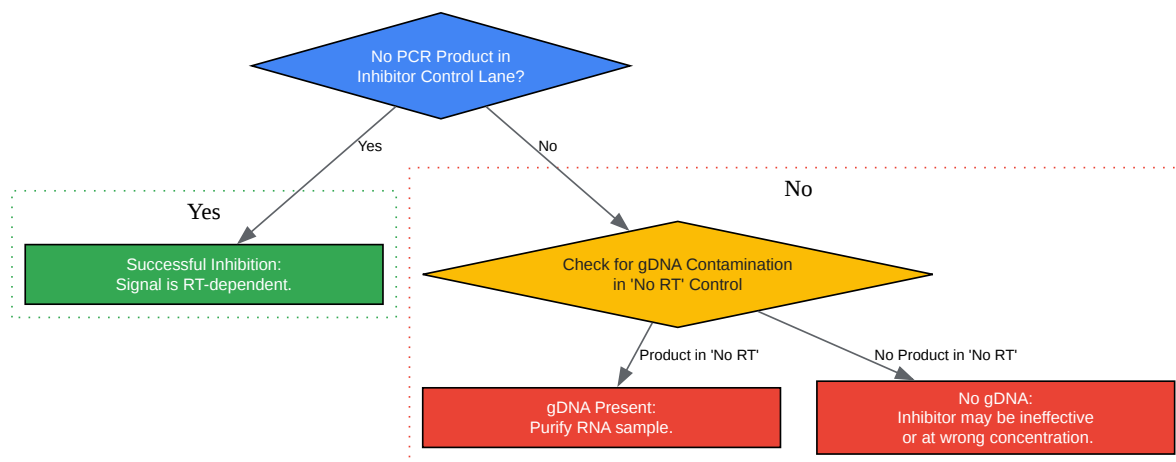 No PCR Product in
Inhibitor Control Lane?
Yes
No
Yes
No
Successful Inhibition:
Signal is RT-dependent.
Check for gDNA Contamination
in 'No RT' Control
Product in 'No RT'
No Product in 'No RT'
gDNA Present:
Purify RNA sample.
No gDNA:
Inhibitor may be ineffective
or at wrong concentration.